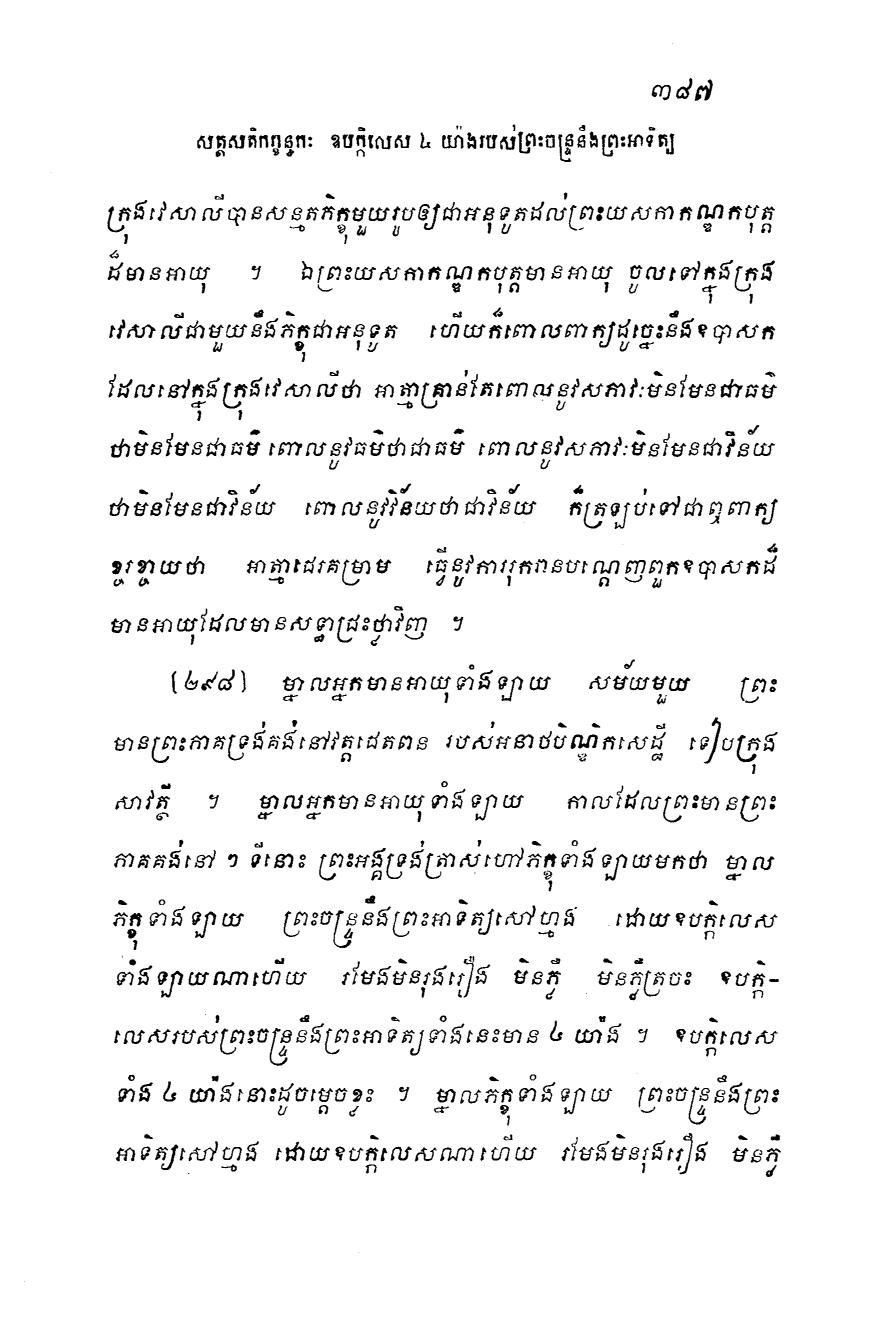 ៣៨៧
សត្តសតិកក្ខន្ធកៈ ឧបក្កិលេស ៤ យ៉ាងរបស់ព្រះចន្ទ្រនឹងព្រះអាទិត្យ
ក្រុងវេសាលីបានសន្មតភិក្ខុមួយរូបឲ្យជាអនុទូតដល់ព្រះយសកាកណ្ឌកបុត្ត
ដ៏មានអាយុ ។ ឯព្រះយសកាកណ្ឌកបុត្តមានអាយុ ចូលទៅក្នុងក្រុង
វេសាលីជាមួយនឹងភិក្ខុជាអនុទូត ហើយក៏ពោលពាក្យដូច្នេះនឹងឧបាសក
ដែលនៅក្នុងក្រុងវេសាលីថា អាត្មាគ្រាន់តែពោលនូវសភាវៈមិនមែនជាធម៌
ថាមិនមែនជាធម៌ ពោលនូវធម៌ថាជាធម៌ ពោលនូវសភាវៈមិនមែនជាវិន័យ
ថាមិនមែនជាវិន័យ ពោលនូវវិន័យថាជាវិន័យ ក៏ត្រឡប់ទៅជាឮពាក្យ
ខ្ចរខ្ចាយថា អាត្មាជេរគម្រាម ធ្វើនូវការរុករានបណ្តេញពួកឧបាសកដ៏
មានអាយុដែលមានសទ្ធាជ្រះថ្លាវិញ ។
(២៩៨) ម្នាលអ្នកមានអាយុទាំងឡាយ សម័យមួយ ព្រះ
មានព្រះភាគទ្រង់គង់នៅវត្តជេតពន របស់អនាថបិណ្ឌិកសេដ្ឋី ទៀបក្រុង
សាវត្ថី ។ ម្នាលអ្នកមានអាយុទាំងឡាយ កាលដែលព្រះមានព្រះ
ភាគគង់នៅ ១ ទីនោះ ព្រះអង្គទ្រង់ត្រាស់ហៅភិក្ខុទាំងឡាយមកថា ម្នាល
ភិក្ខុទាំងឡាយ ព្រះចន្ទ្រនឹងព្រះអាទិត្យសៅហ្មង ដោយឧបក្កិលេស
ទាំងឡាយណាហើយ រមែងមិនរុងរឿង មិនភ្លឺ មិនភ្លឺត្រចះ ឧបក្កិ-
លេសរបស់ព្រះចន្ទ្រនឹងព្រះអាទិត្យទាំងនេះមាន ៤ យ៉ាង ។ ឧបក្កិលេស
ទាំង ៤ យ៉ាងនោះដូចម្តេចខ្លះ ។ ម្នាលភិក្ខុទាំងឡាយ ព្រះចន្ទ្រនឹងព្រះ
អាទិត្យសៅហ្មង ដោយឧបក្កិលេសណាហើយ រមែងមិនរុងរឿង មិនភ្លឺ